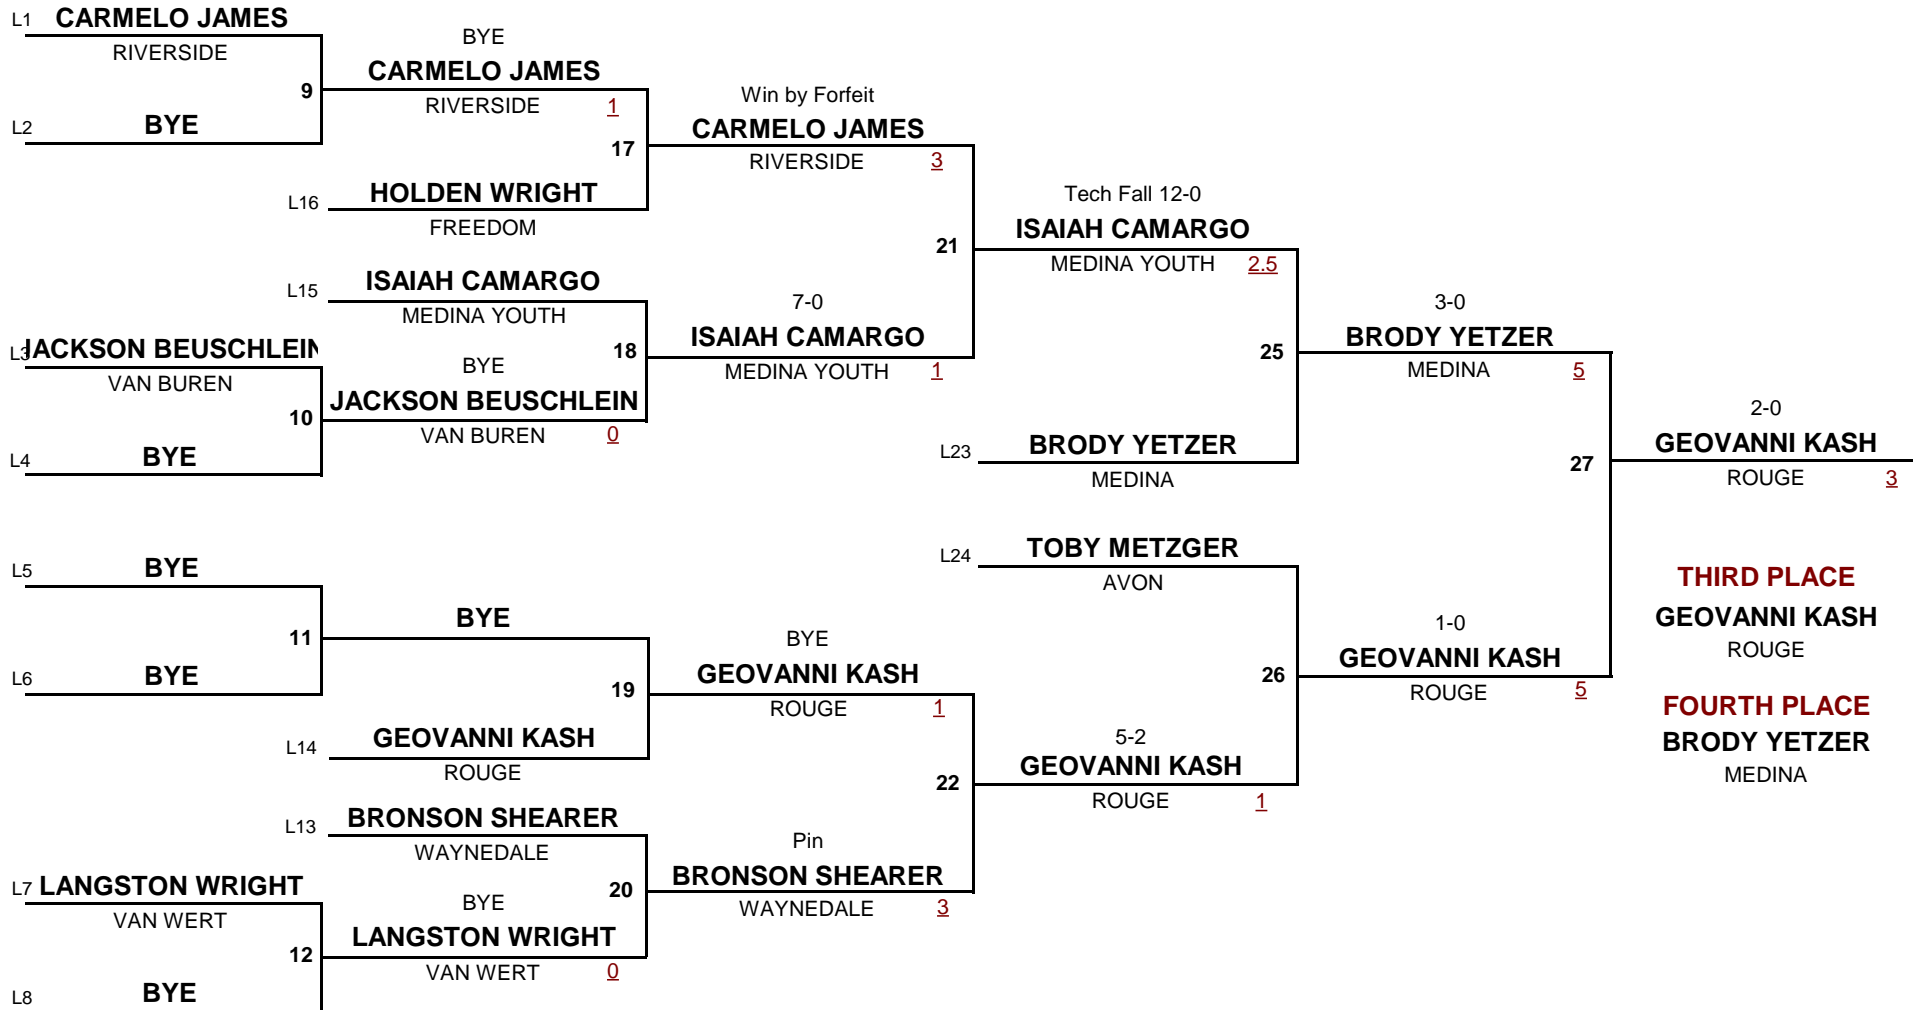 L1 CARMELO JAMES
RIVERSIDE
9
L2 BYE
BYE
CARMELO JAMES
RIVERSIDE 1
17
L16 HOLDEN WRIGHT
FREEDOM
Win by Forfeit
CARMELO JAMES
RIVERSIDE 3
21
L15 ISAIAH CAMARGO
MEDINA YOUTH
18
L3 JACKSON BEUSCHLEIN
VAN BUREN
10
L4 BYE
BYE
JACKSON BEUSCHLEIN
VAN BUREN 0
7-0
ISAIAH CAMARGO
MEDINA YOUTH 1
Tech Fall 12-0
ISAIAH CAMARGO
MEDINA YOUTH 2.5
25
L23 BRODY YETZER
MEDINA
3-0
BRODY YETZER
MEDINA 5
27
2-0
GEOVANNI KASH
ROUGE 3
L5 BYE
11
L6 BYE
BYE
19
L14 GEOVANNI KASH
ROUGE
BYE
GEOVANNI KASH
ROUGE 1
22
L13 BRONSON SHEARER
WAYNEDALE
20
L7 LANGSTON WRIGHT
VAN WERT
12
L8 BYE
BYE
LANGSTON WRIGHT
VAN WERT 0
Pin
BRONSON SHEARER
WAYNEDALE 3
L24 TOBY METZGER
AVON
26
5-2
GEOVANNI KASH
ROUGE 1
1-0
GEOVANNI KASH
ROUGE 5
THIRD PLACE
GEOVANNI KASH
ROUGE
FOURTH PLACE
BRODY YETZER
MEDINA